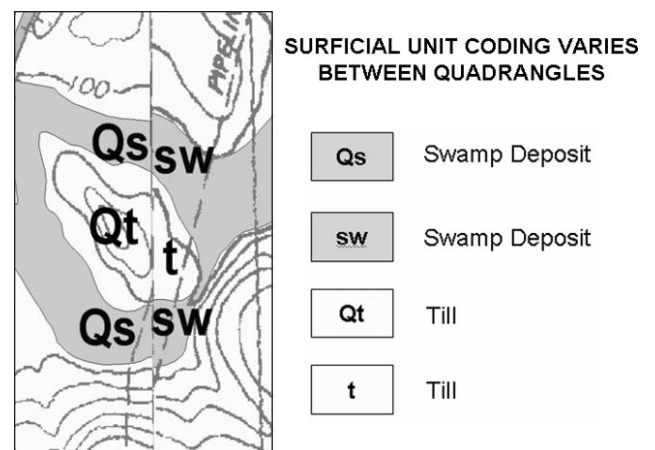 SURFICIAL UNIT CODING VARIES
BETWEEN QUADRANGLES
100
PIPELINE
Qs sw
Qt
t
Qs sw
Qs Swamp Deposit
sw Swamp Deposit
Qt Till
t Till